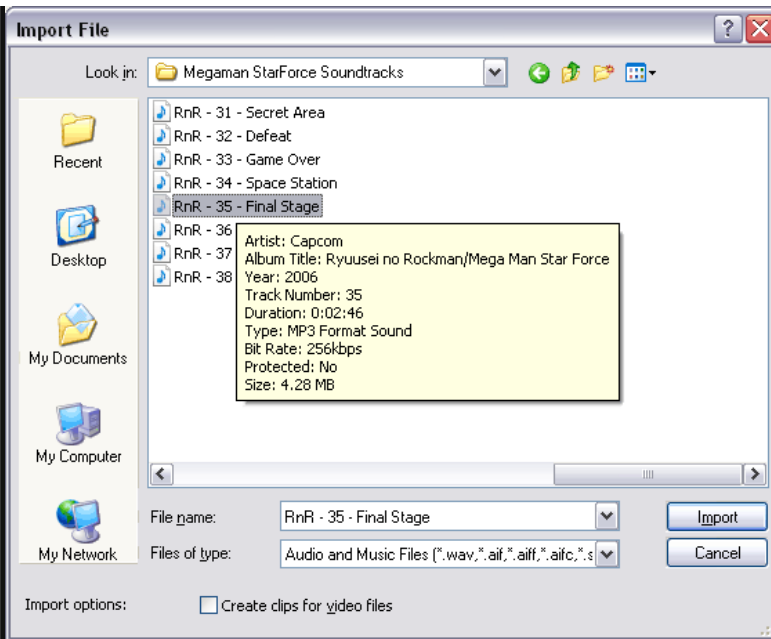 Import File
Look in:
Megaman StarForce Soundtracks
Recent
Desktop
My Documents
My Computer
My Network
RnR - 31 - Secret Area
RnR - 32 - Defeat
RnR - 33 - Game Over
RnR - 34 - Space Station
RnR - 35 - Final Stage
RnR - 36
RnR - 37
RnR - 38
Artist: Capcom
Album Title: Ryuusei no Rockman/Mega Man Star Force
Year: 2006
Track Number: 35
Duration: 0:02:46
Type: MP3 Format Sound
Bit Rate: 256kbps
Protected: No
Size: 4.28 MB
File name:
RnR - 35 - Final Stage
Import
Files of type:
Audio and Music Files (*.wav,*.aif,*.aiff,*.aifc,*.s
Cancel
Import options:
Create clips for video files